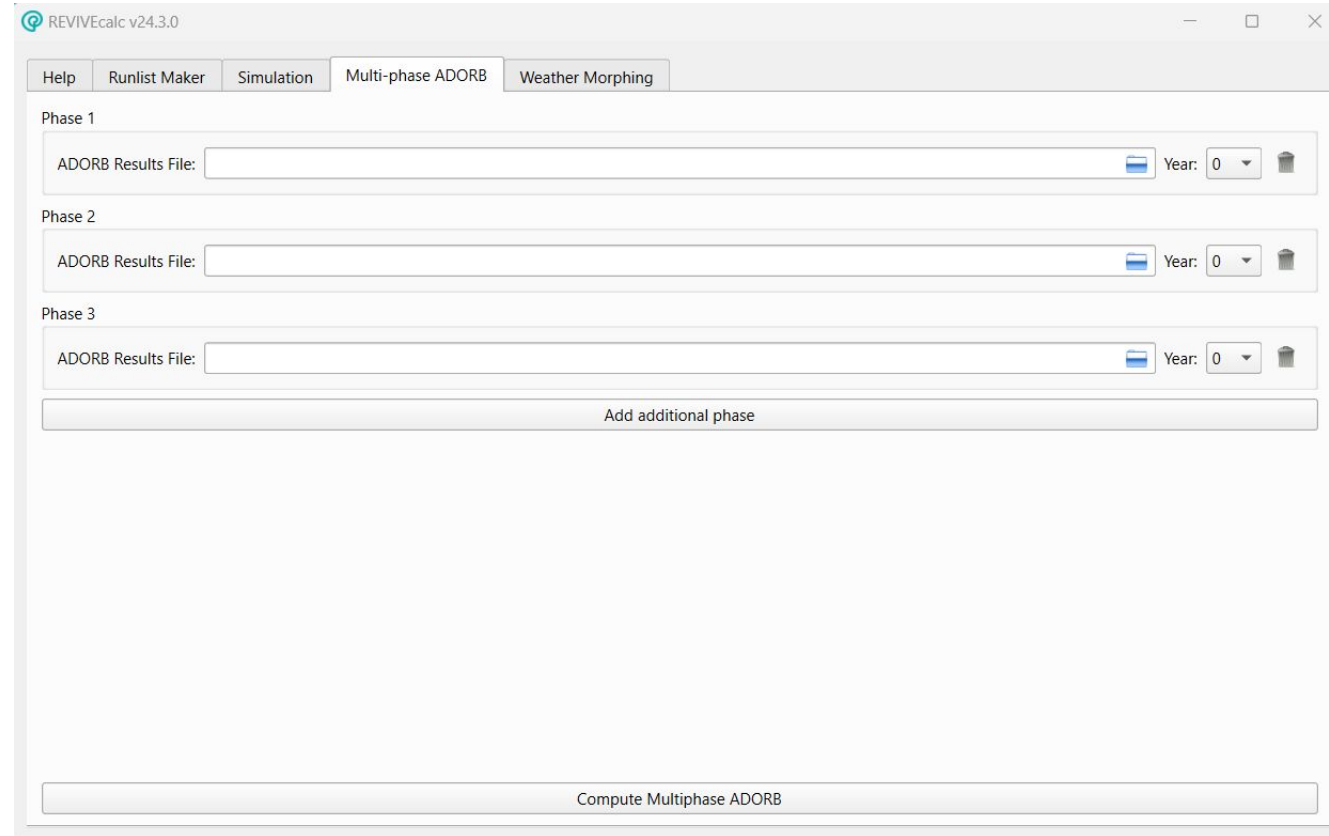 REVIVEcalc v24.3.0
Help Runlist Maker Simulation Multi-phase ADORB Weather Morphing
Phase 1
ADORB Results File: Year: 0
Phase 2
ADORB Results File: Year: 0
Phase 3
ADORB Results File: Year: 0
Add additional phase
Compute Multiphase ADORB